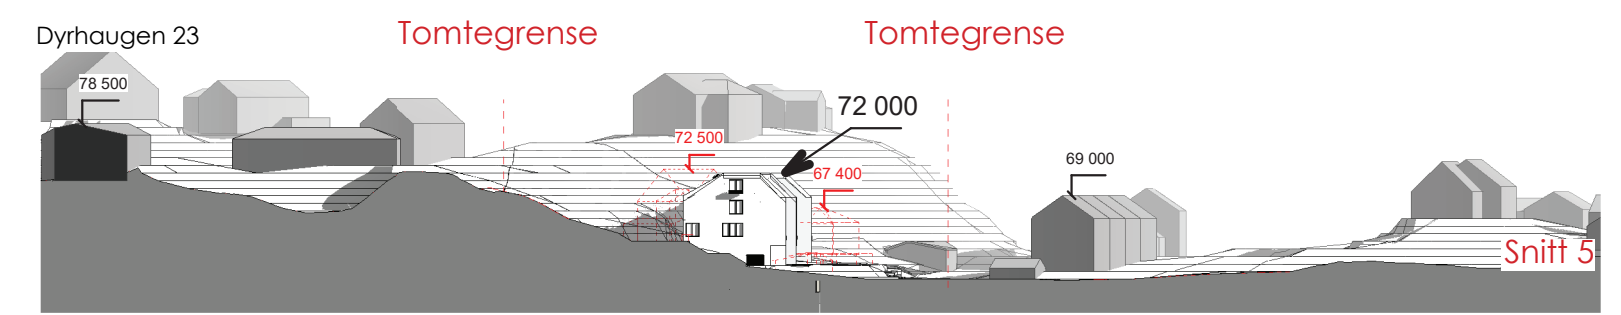 Dyrhaugen 23
Tomtegrense
Tomtegrense
78 500
72 500
72 000
67 400
69 000
Snitt 5